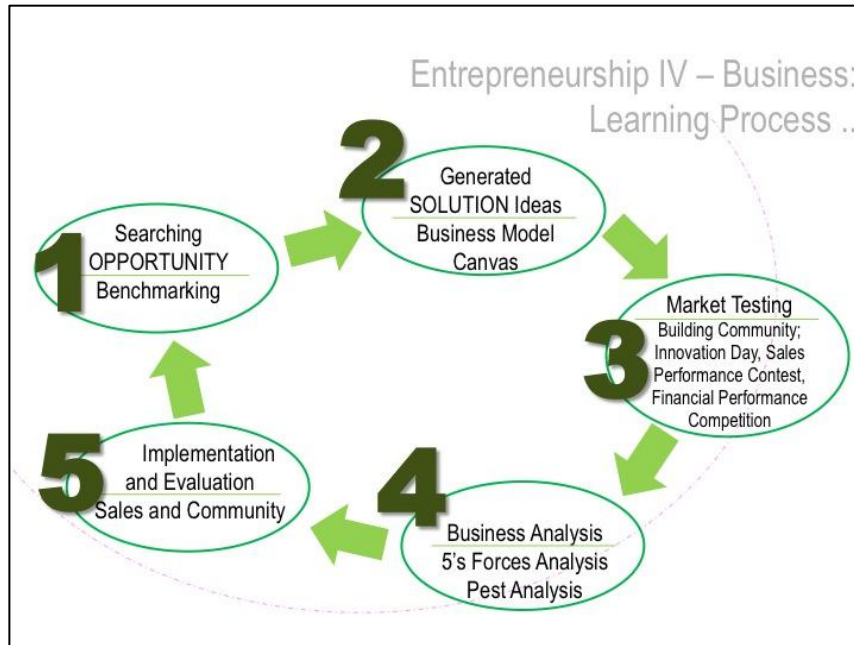 Entrepreneurship IV – Business:
Learning Process ..
1
Searching
OPPORTUNITY
Benchmarking
2
Generated
SOLUTION Ideas
Business Model
Canvas
3
Market Testing
Building Community;
Innovation Day, Sales
Performance Contest,
Financial Performance
Competition
4
Business Analysis
5's Forces Analysis
Pest Analysis
5
Implementation
and Evaluation
Sales and Community